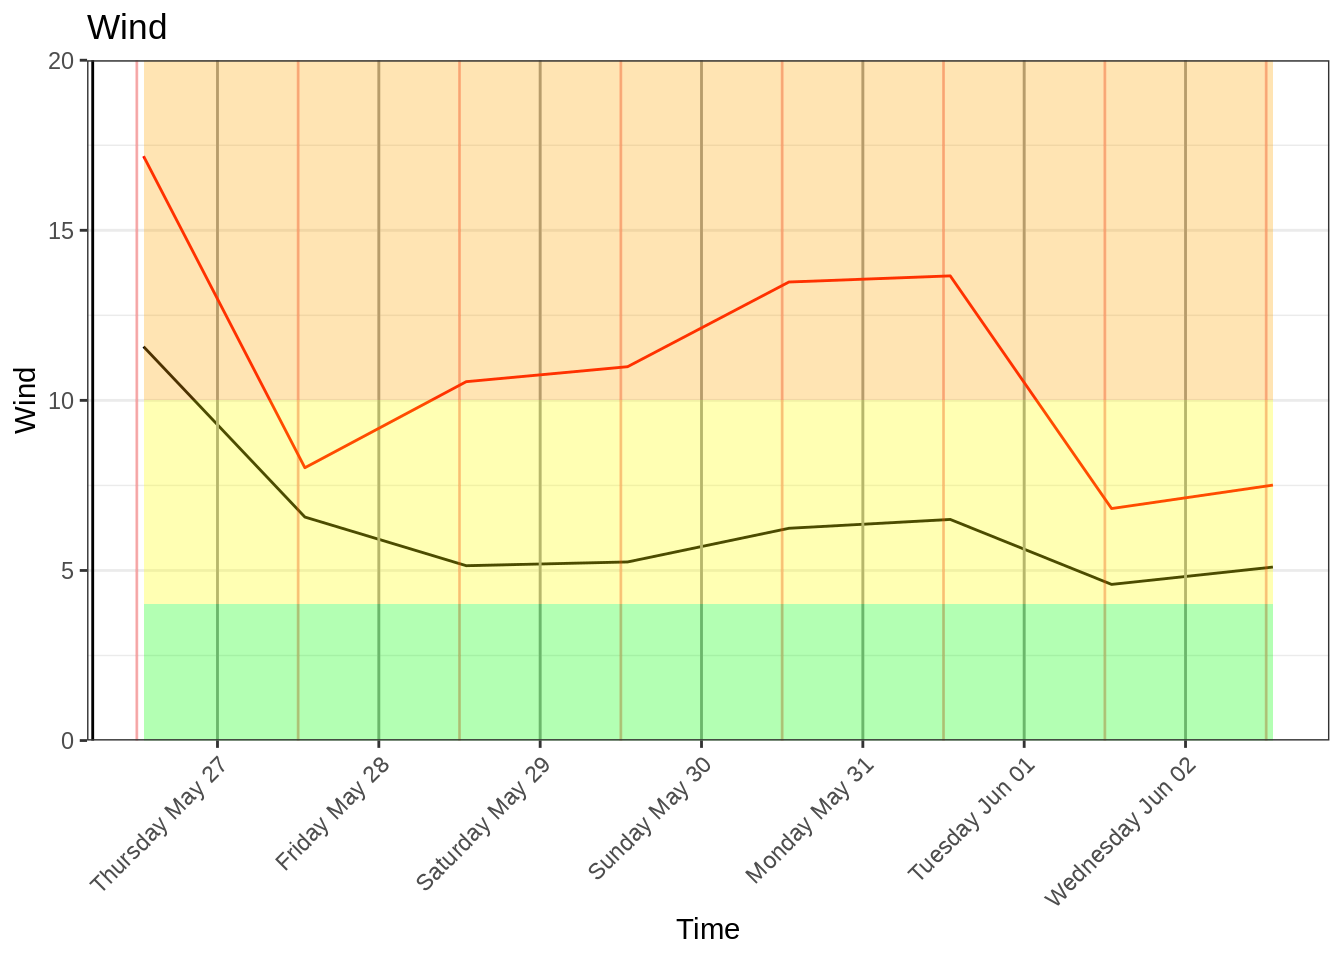 Wind
20
15
10
5
0
Wind
Thursday May 27
Friday May 28
Saturday May 29
Sunday May 30
Monday May 31
Tuesday Jun 01
Wednesday Jun 02
Time